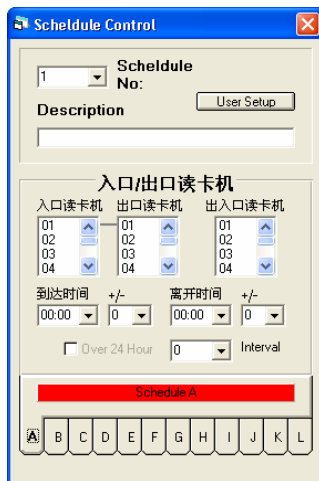 Scheldule Control
1
Scheldule
No:
User Setup
Description
入口/出口读卡机
入口读卡机 出口读卡机 出入口读卡机
01 01 01
02 02 02
03 03 03
04 04 04
到达时间 +/- 离开时间 +/-
00:00 0 00:00 0
Over 24 Hour 0 Interval
Schedule A
A B C D E F G H I J K L